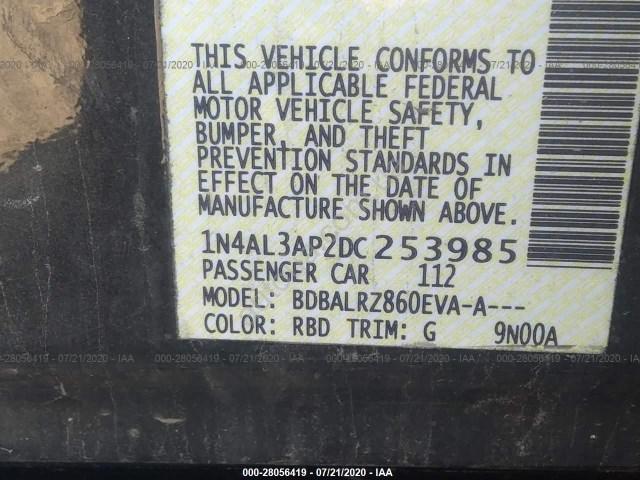 THIS VEHICLE CONFORMS TO
ALL APPLICABLE FEDERAL
MOTOR VEHICLE SAFETY,
BUMPER, AND THEFT
PREVENTION STANDARDS IN
EFFECT ON THE DATE OF
MANUFACTURE SHOWN ABOVE.
1N4AL3AP2DC253985
PASSENGER CAR 112
MODEL: BDBALRZ860EVA-A---
COLOR: RBD TRIM: G 9N00A
000-28056419 - 07/21/2020 - IAA